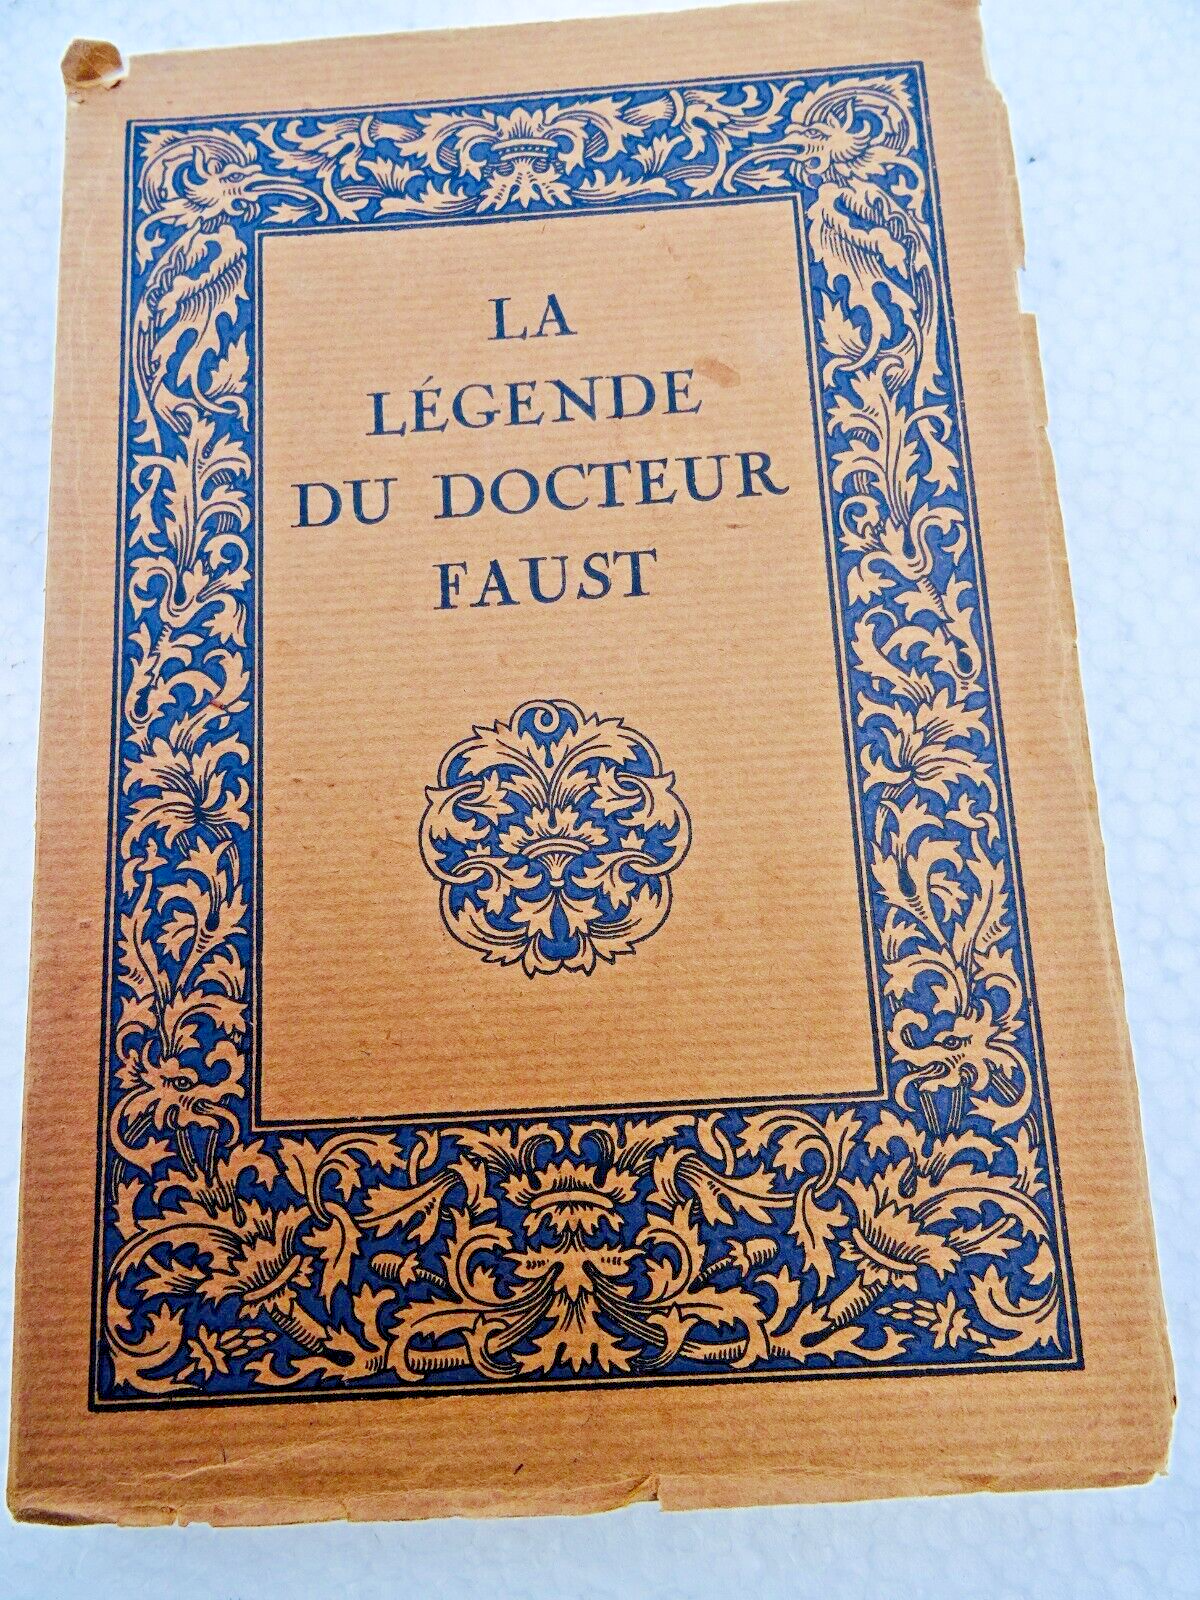 LA
LÉGENDE
DU DOCTEUR
FAUST